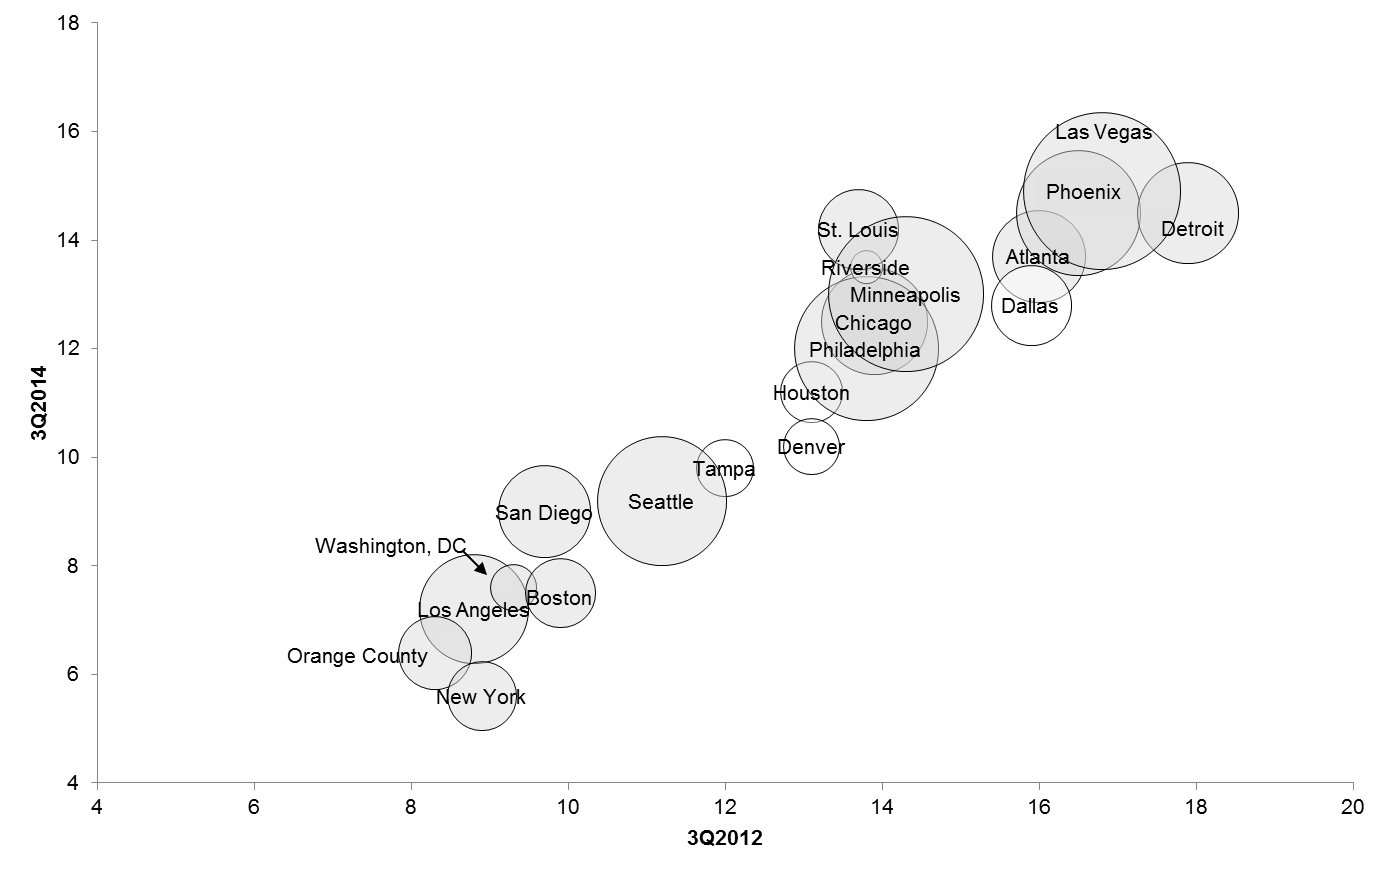 18
16
14
12
10
8
6
4
3Q2014
Las Vegas
Phoenix
Detroit
St. Louis
Atlanta
Riverside
Minneapolis
Dallas
Chicago
Philadelphia
Houston
Denver
Tampa
Seattle
San Diego
Washington, DC
Boston
Los Angeles
Orange County
New York
4 6 8 10 12 14 16 18 20
3Q2012